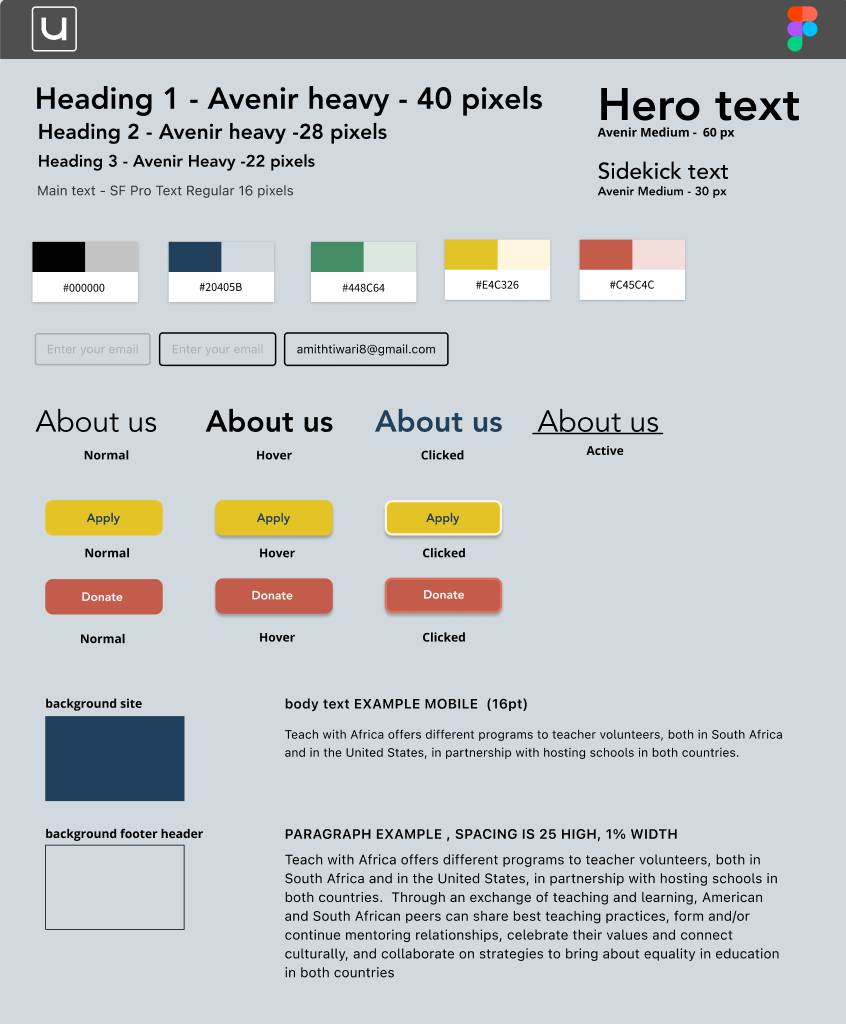 u
Heading 1 - Avenir heavy - 40 pixels
Heading 2 - Avenir heavy -28 pixels
Heading 3 - Avenir Heavy -22 pixels
Main text - SF Pro Text Regular 16 pixels
Hero text
Avenir Medium -  60 px
Sidekick text
Avenir Medium - 30 px
#000000
#20405B
#448C64
#E4C326
#C45C4C
Enter your email
Enter your email
amithtiwari8@gmail.com
About us
About us
About us
About us
Normal
Hover
Clicked
Active
Apply
Apply
Apply
Normal
Hover
Clicked
Donate
Donate
Donate
Normal
Hover
Clicked
background site
body text EXAMPLE MOBILE  (16pt)
Teach with Africa offers different programs to teacher volunteers, both in South Africa
and in the United States, in partnership with hosting schools in both countries.
background footer header
PARAGRAPH EXAMPLE , SPACING IS 25 HIGH, 1% WIDTH
Teach with Africa offers different programs to teacher volunteers, both in
South Africa and in the United States, in partnership with hosting schools in
both countries.  Through an exchange of teaching and learning, American
and South African peers can share best teaching practices, form and/or
continue mentoring relationships, celebrate their values and connect
culturally, and collaborate on strategies to bring about equality in education
in both countries